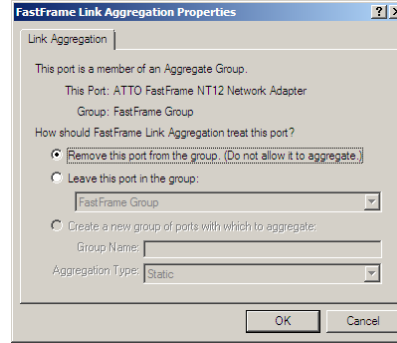 FastFrame Link Aggregation Properties
Link Aggregation
This port is a member of an Aggregate Group.
This Port: ATTO FastFrame NT12 Network Adapter
Group: FastFrame Group
How should FastFrame Link Aggregation treat this port?
Remove this port from the group. (Do not allow it to aggregate.)
Leave this port in the group:
FastFrame Group
Create a new group of ports with which to aggregate:
Group Name:
Aggregation Type: Static
OK Cancel